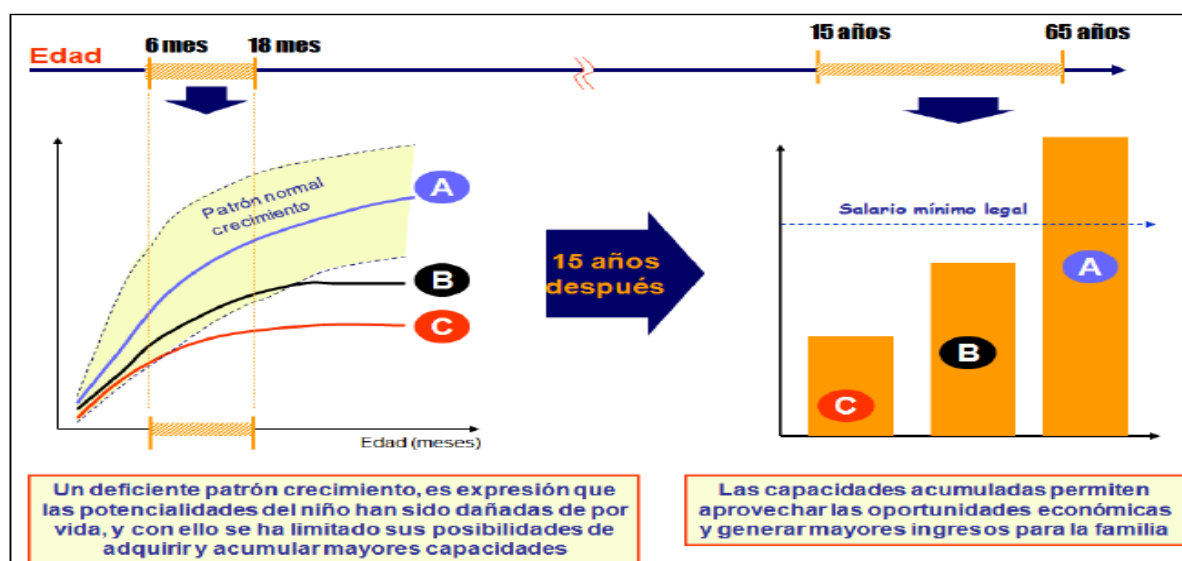 Edad
6 mes
18 mes
15 años
65 años
Patrón normal
crecimiento
A
B
C
Edad (meses)
15 años
después
Salario mínimo legal
A
B
C
Un deficiente patrón crecimiento, es expresión que
las potencialidades del niño han sido dañadas de por
vida, y con ello se ha limitado sus posibilidades de
adquirir y acumular mayores capacidades
Las capacidades acumuladas permiten
aprovechar las oportunidades económicas
y generar mayores ingresos para la familia